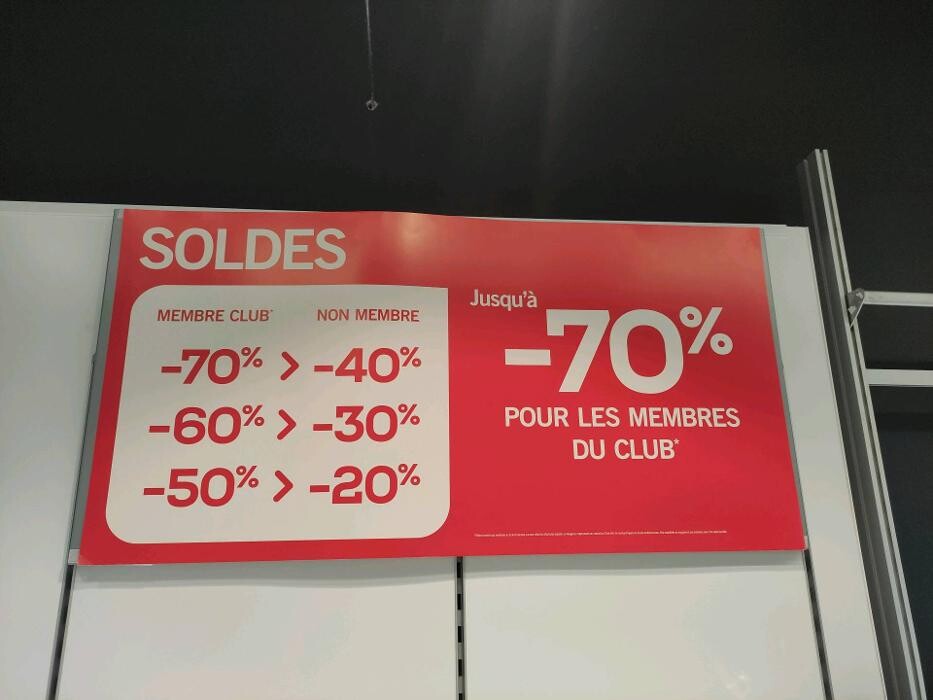 SOLDES
MEMBRE CLUB* NON MEMBRE
-70% > -40%
-60% > -30%
-50% > -20%
Jusqu'à
-70%
POUR LES MEMBRES
DU CLUB*